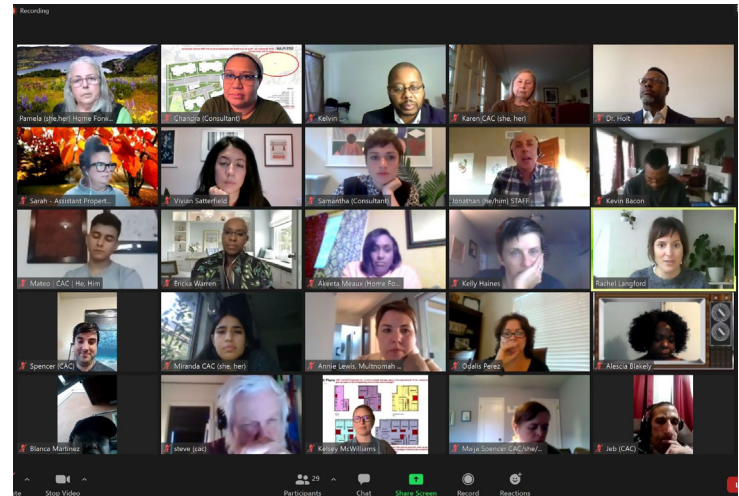 Recording
Pamela (she,her) Home Forw...
Chandra (Consultant)
Kelvin
Karen CAC (she, her)
Dr. Holt
Sarah - Assistant Propert...
Vivian Satterfield
Samantha (Consultant)
Jonathan (he/him) STAFF
Kevin Bacon
Mateo | CAC | He, Him
Ericka Warren
Akeeta Meaux (Home Fo...
Kelly Haines
Rachel Langford
Spencer (CAC)
Miranda CAC (she, her)
Annie Lewis, Multnomah ...
Odalis Perez
Alescia Blakely
Blanca Martinez
steve (cac)
Kelsey McWilliams
Maija Spencer CAC/she/...
Jeb (CAC)
Stop Video
29
Participants
Chat
Share Screen
Record
Reactions